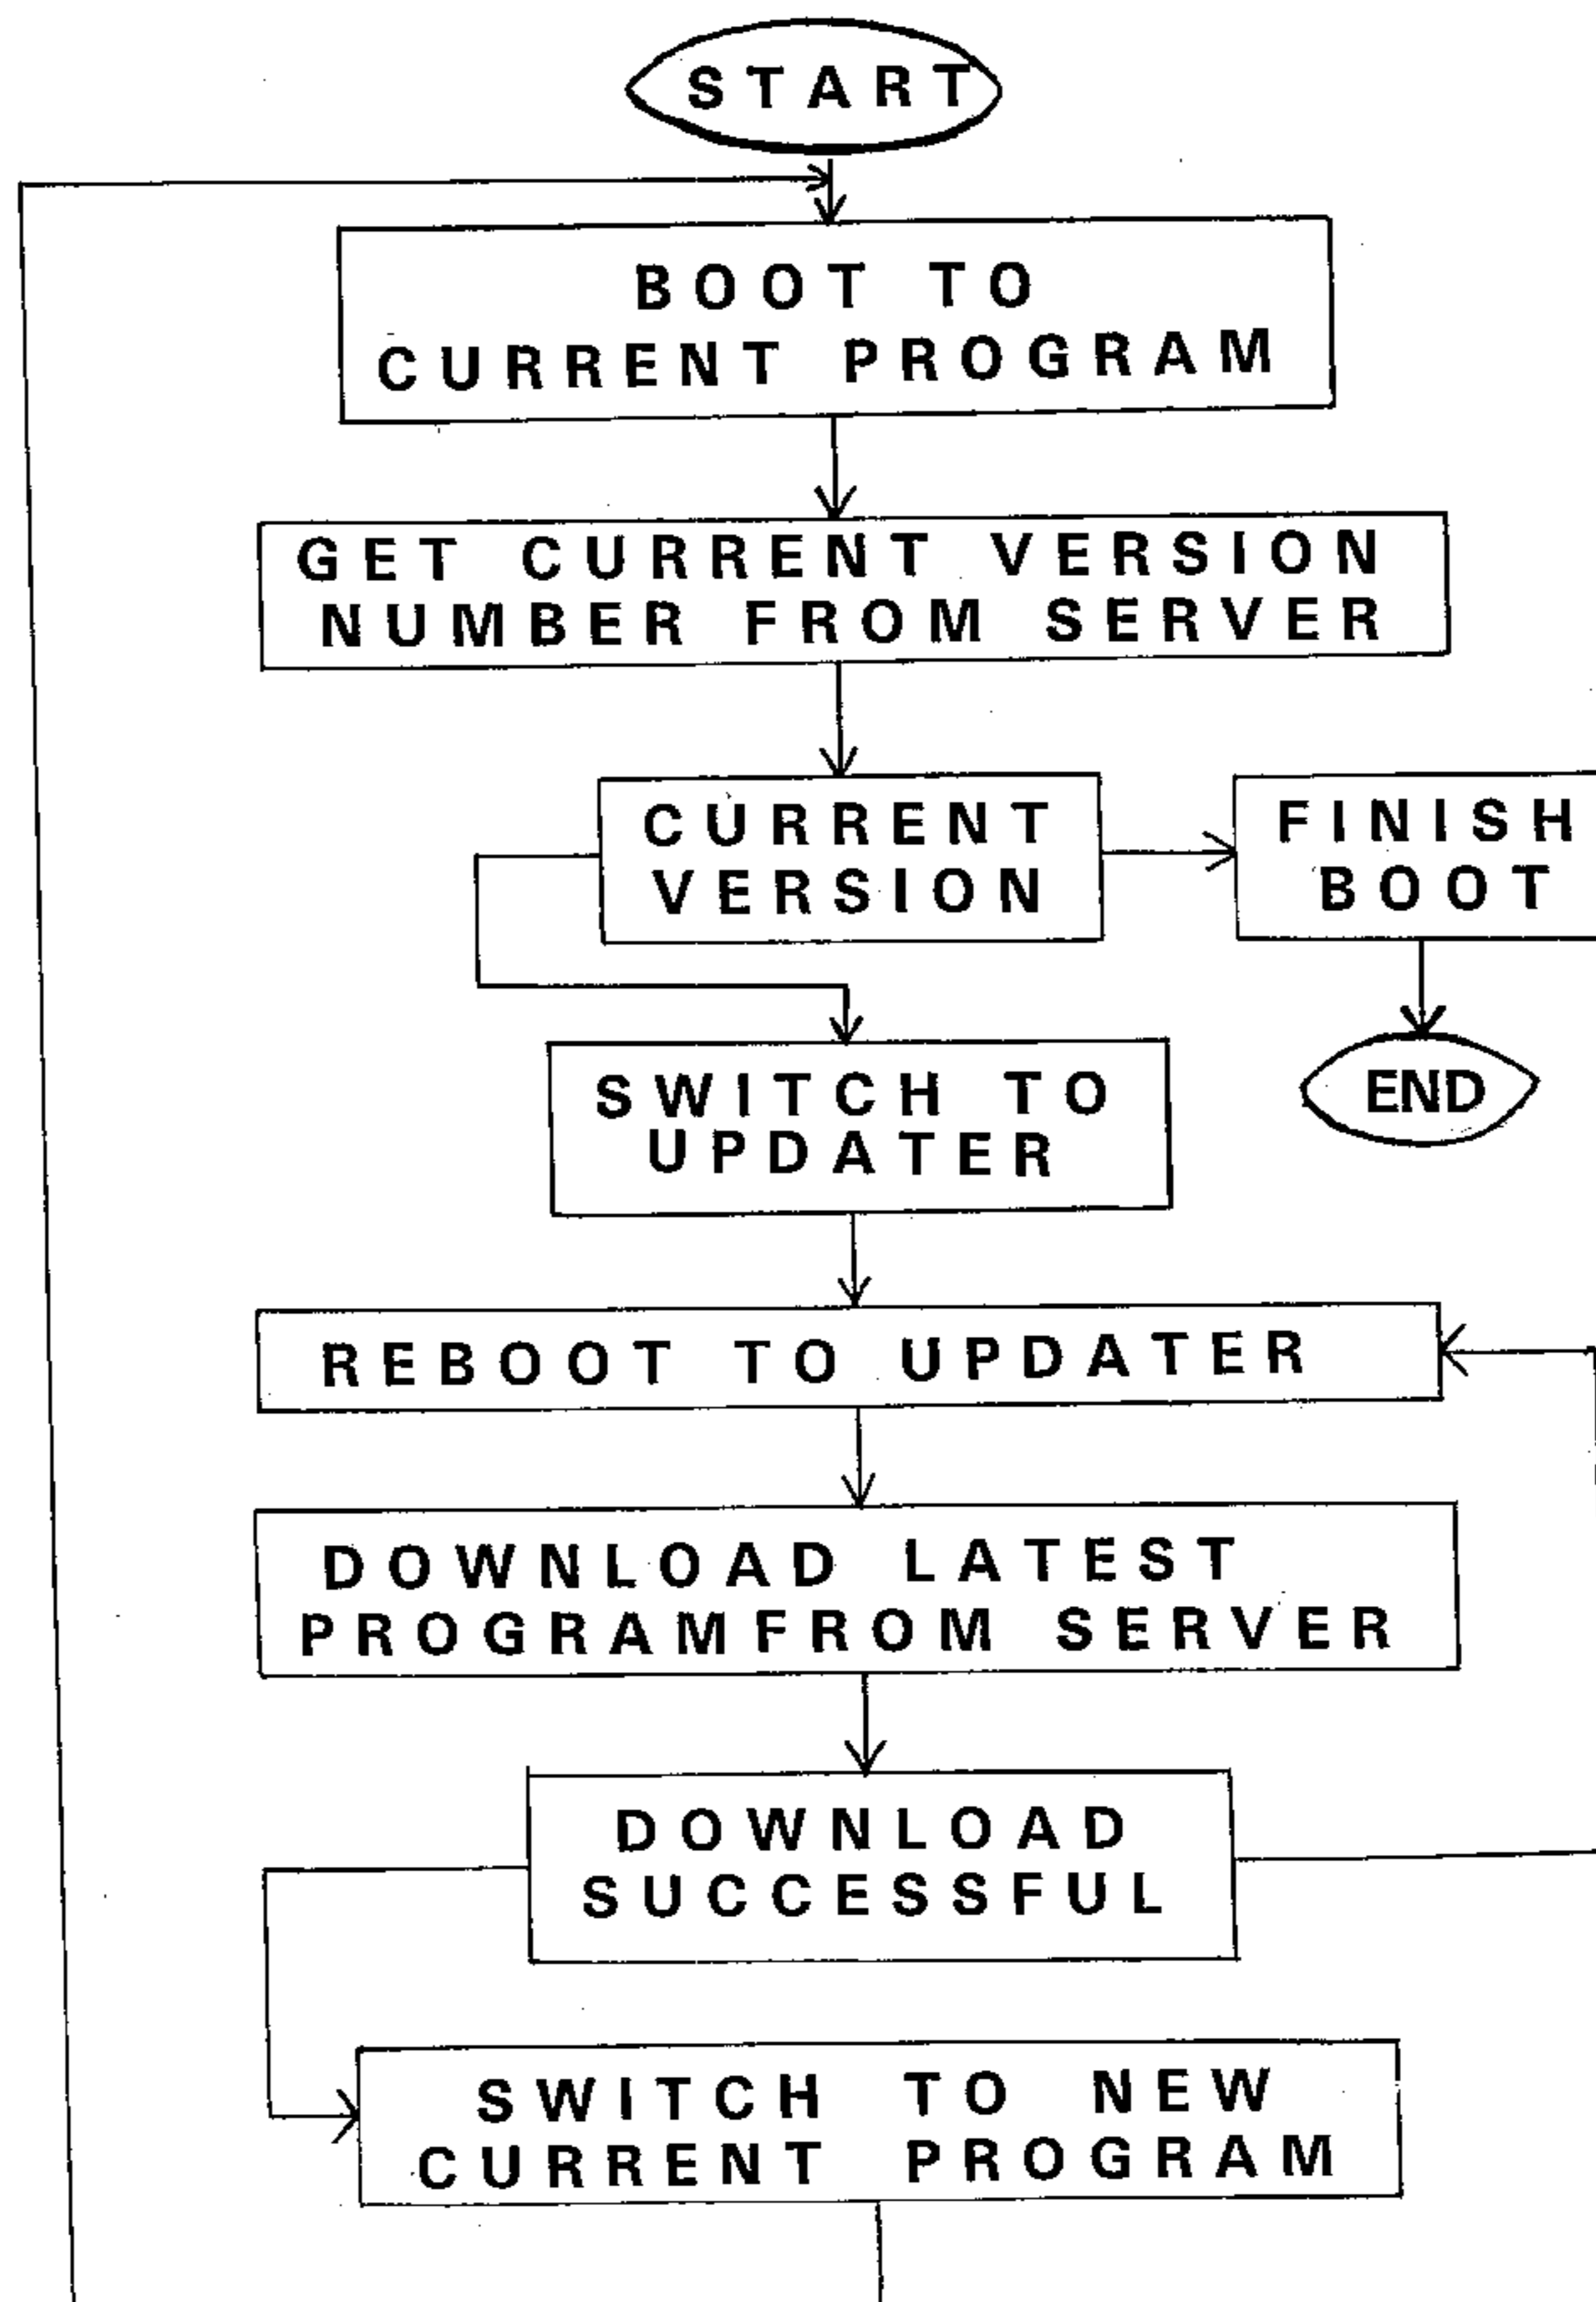 START
BOOT TO
CURRENT PROGRAM
GET CURRENT VERSION
NUMBER FROM SERVER
CURRENT
VERSION
FINISH
BOOT
SWITCH TO
UPDATER
END
REBOOT TO UPDATER
DOWNLOAD LATEST
PROGRAMFROM SERVER
DOWNLOAD
SUCCESSFUL
SWITCH TO NEW
CURRENT PROGRAM